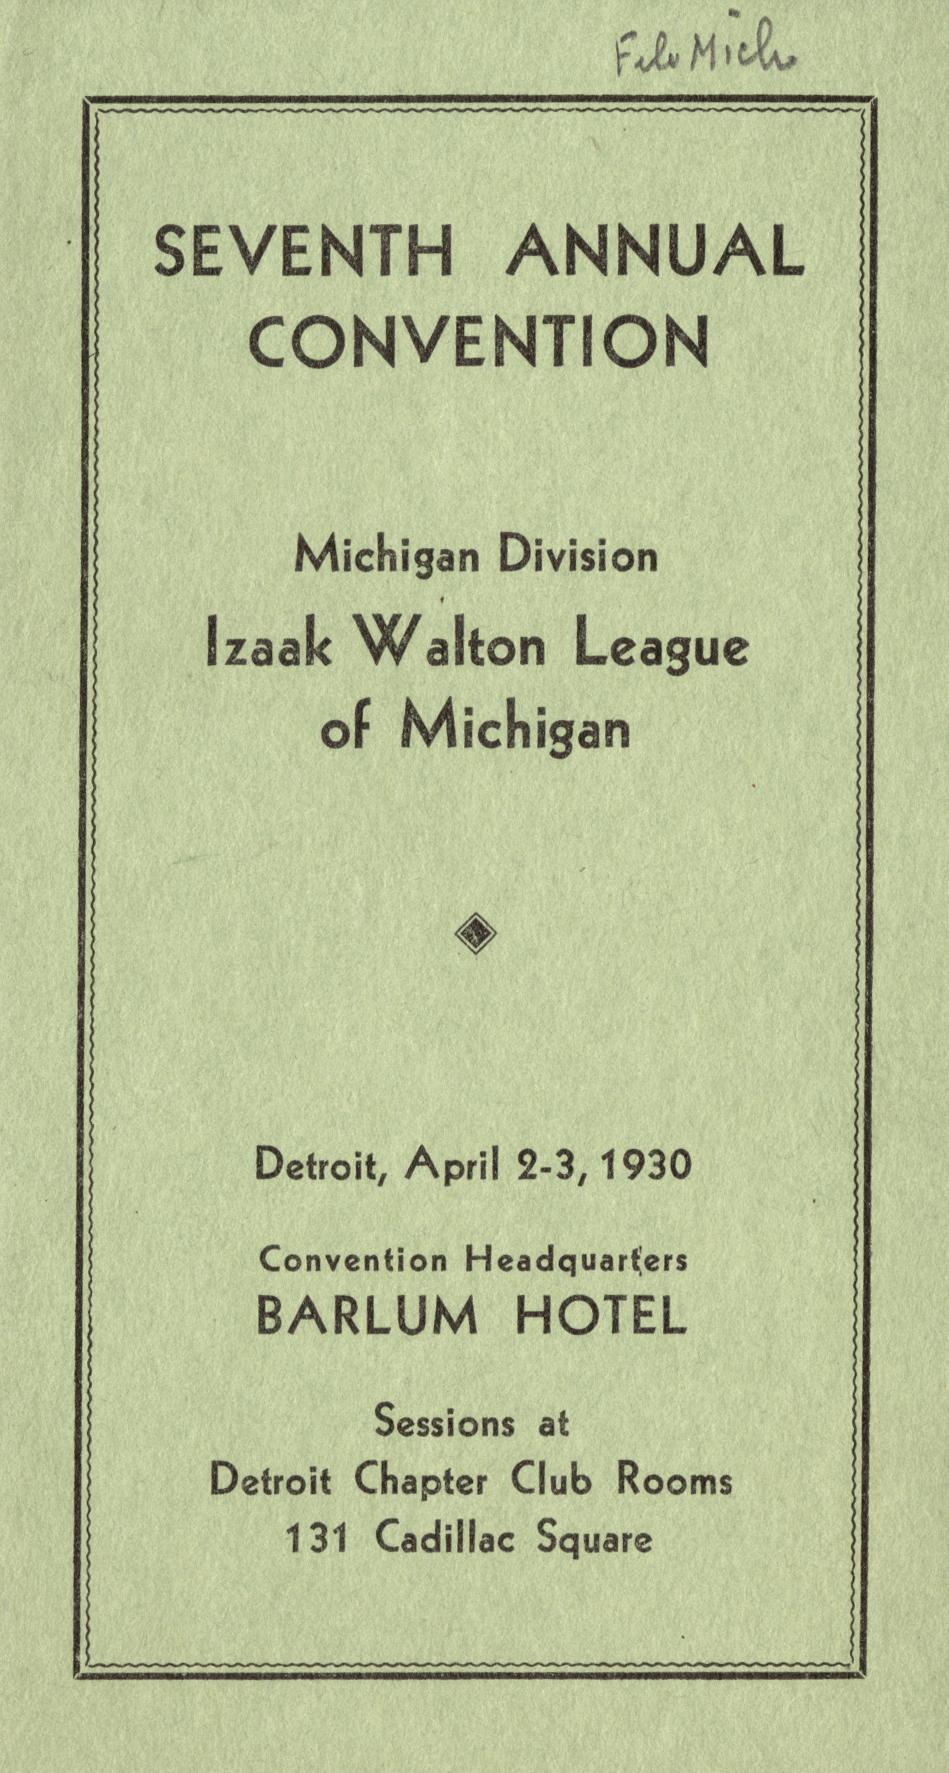 File Mich.
SEVENTH ANNUAL
CONVENTION
Michigan Division
Izaak Walton League
of Michigan
Detroit, April 2-3, 1930
Convention Headquarters
BARLUM HOTEL
Sessions at
Detroit Chapter Club Rooms
131 Cadillac Square